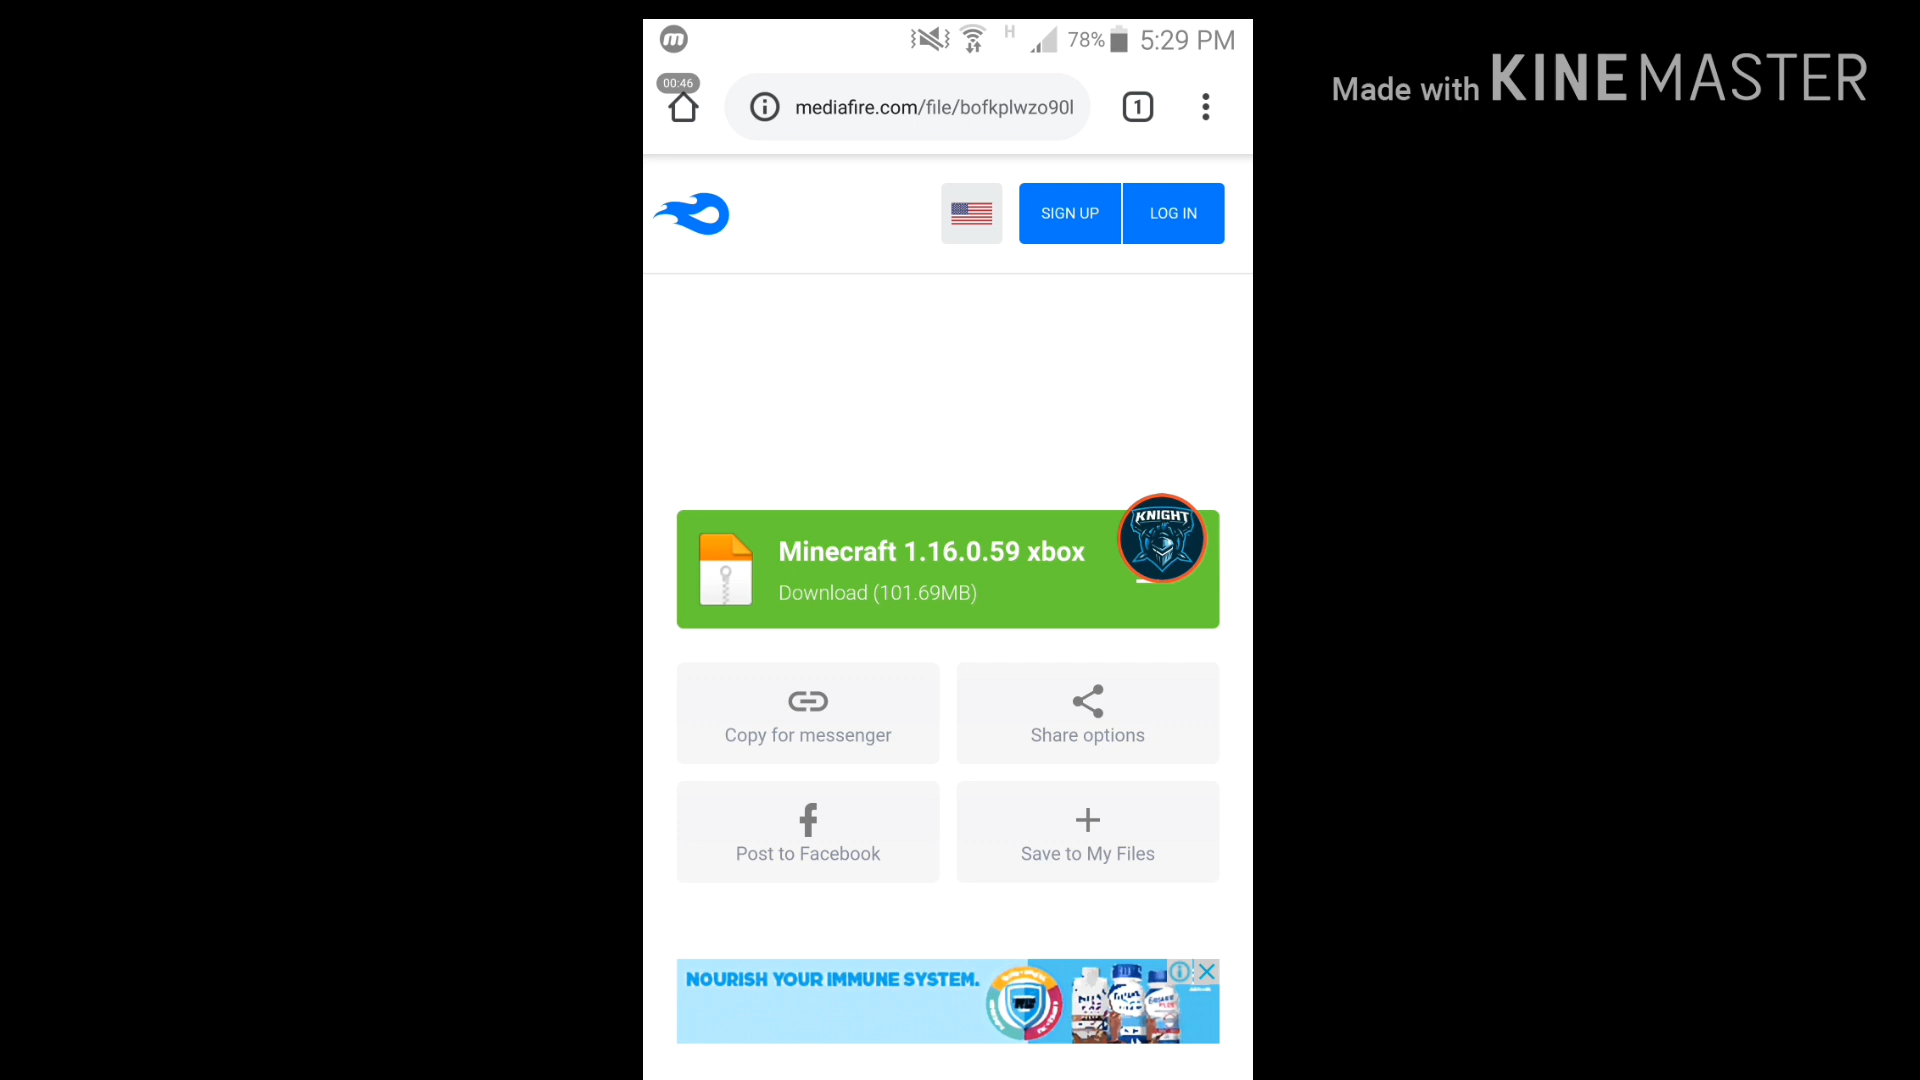 H 78% 5:29 PM
Made with KINEMASTER
00:46
mediafire.com/file/bofkplwzo90l
1
SIGN UP
LOG IN
KNIGHT
Minecraft 1.16.0.59 xbox
Download (101.69MB)
Copy for messenger
Share options
Post to Facebook
Save to My Files
NOURISH YOUR IMMUNE SYSTEM.